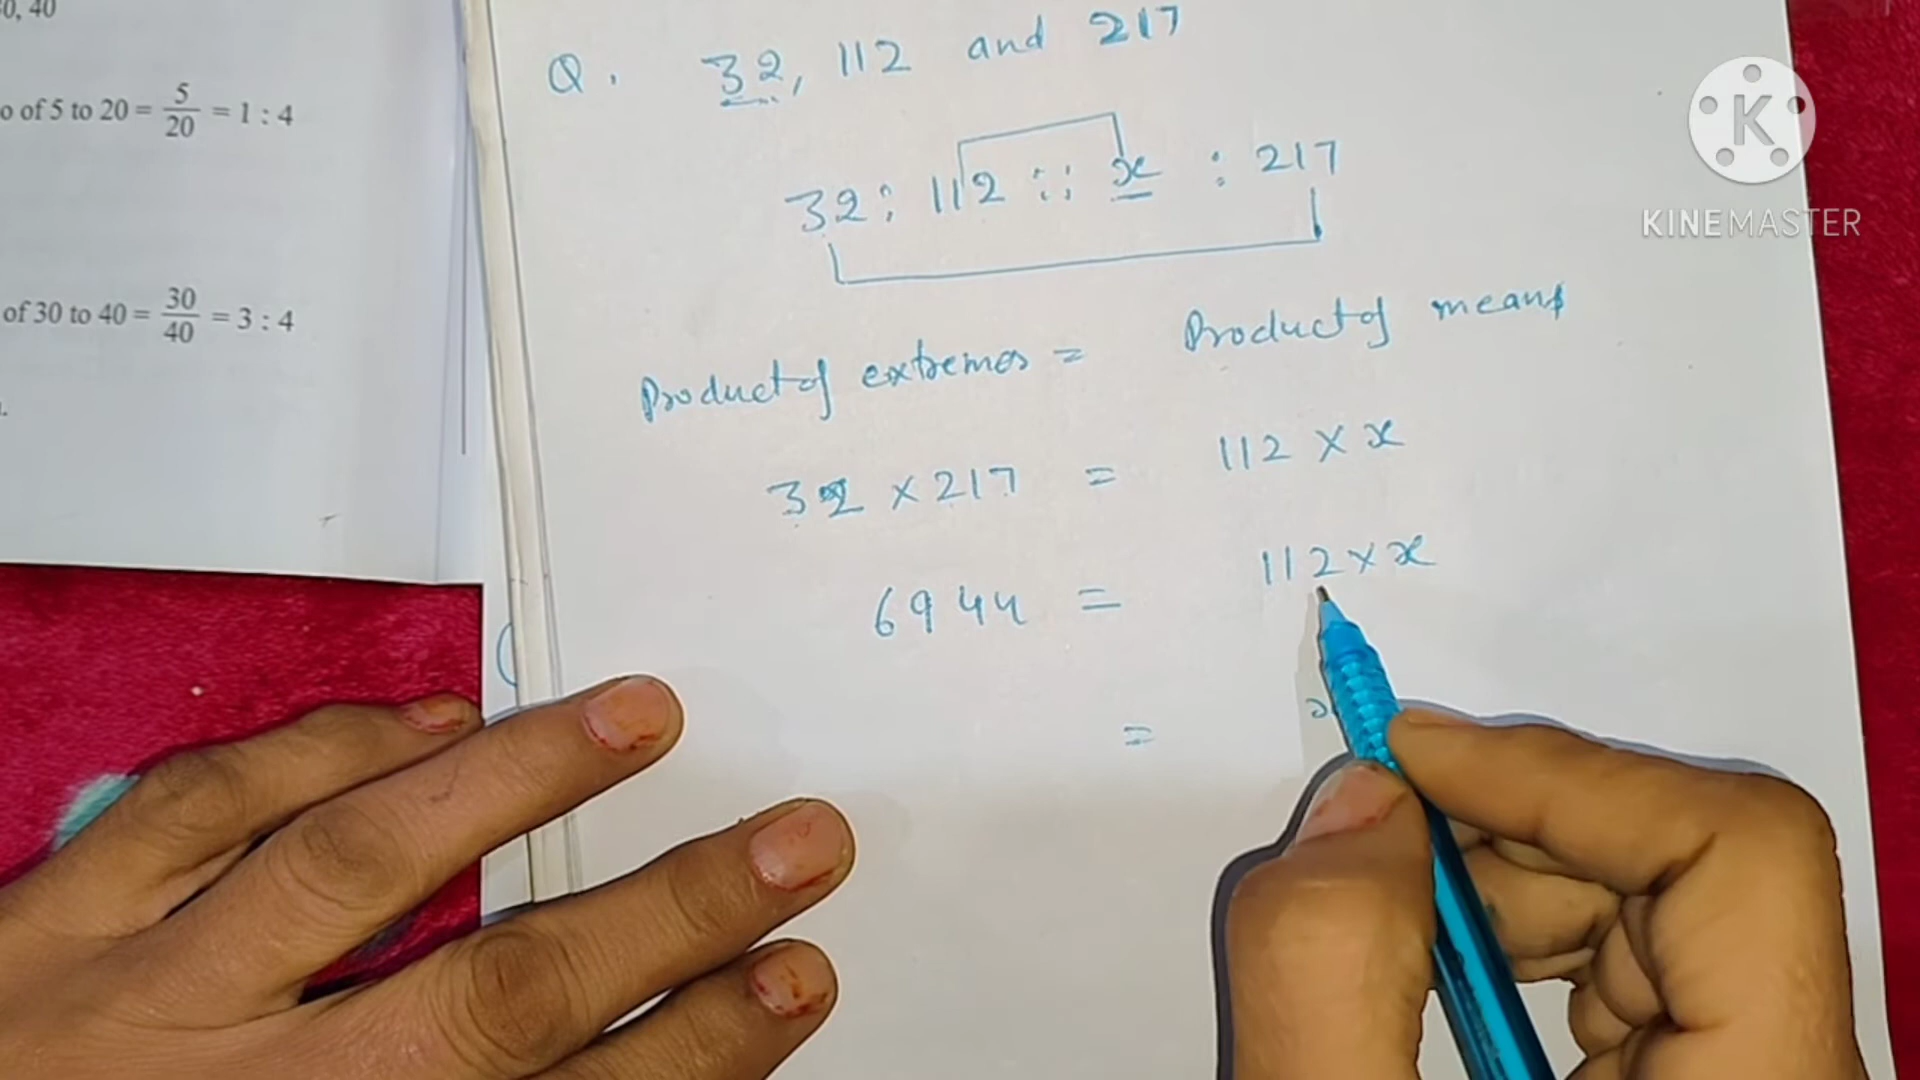 0, 40
o of 5 to 20 = 5/20 = 1 : 4
of 30 to 40 = 30/40 = 3 : 4
Q. 32, 112 and 217
32 : 112 :: x : 217
Product of extremes = Product of means
32 × 217 = 112 × x
6944 = 112 × x
=
K
KINEMASTER